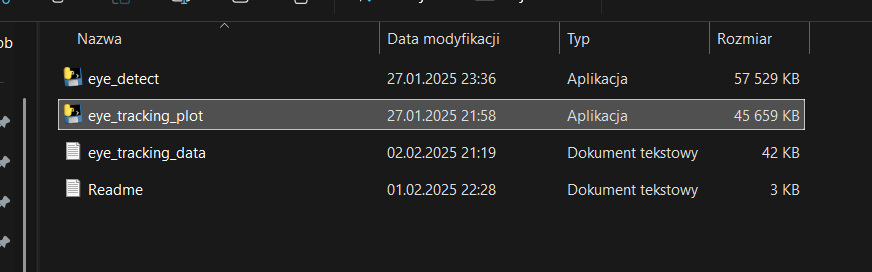 ob
Nazwa Data modyfikacji Typ Rozmiar
eye_detect 27.01.2025 23:36 Aplikacja 57 529 KB
eye_tracking_plot 27.01.2025 21:58 Aplikacja 45 659 KB
eye_tracking_data 02.02.2025 21:19 Dokument tekstowy 42 KB
Readme 01.02.2025 22:28 Dokument tekstowy 3 KB